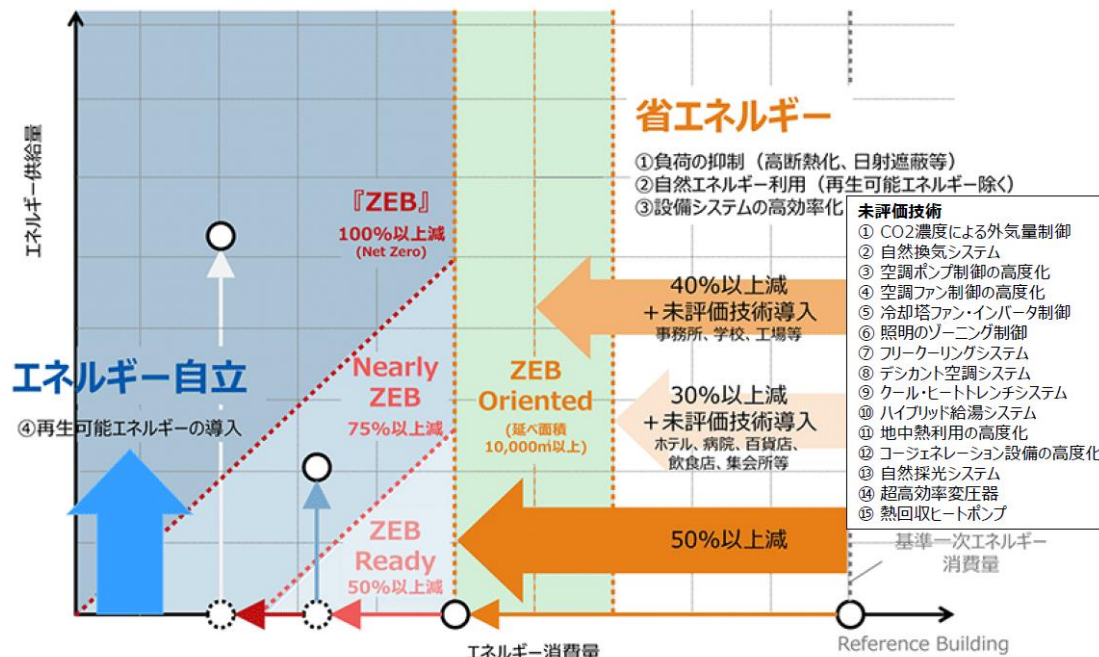 エネルギー供給量
省エネルギー
①負荷の抑制（高断熱化、日射遮蔽等）
②自然エネルギー利用（再生可能エネルギー除く）
③設備システムの高効率化
未評価技術
① CO2濃度による外気量制御
② 自然換気システム
③ 空調ポンプ制御の高度化
④ 空調ファン制御の高度化
⑤ 冷却塔ファン・インバータ制御
⑥ 照明のゾーニング制御
⑦ フリークーリングシステム
⑧ デシカント空調システム
⑨ クール・ヒートトレンチシステム
⑩ ハイブリッド給湯システム
⑪ 地中熱利用の高度化
⑫ コージェネレーション設備の高度化
⑬ 自然採光システム
⑭ 超高効率変圧器
⑮ 熱回収ヒートポンプ
『ZEB』
100%以上減
(Net Zero)
40%以上減
＋未評価技術導入
事務所、学校、工場等
エネルギー自立
④再生可能エネルギーの導入
Nearly
ZEB
75%以上減
ZEB
Oriented
(延べ面積
10,000㎡以上)
30%以上減
＋未評価技術導入
ホテル、病院、百貨店、
飲食店、集会所等
ZEB
Ready
50%以上減
50%以上減
基準一次エネルギー
消費量
エネルギー消費量
Reference Building